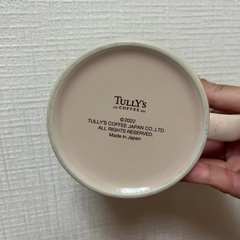 TULLY'S
COFFEE
©2022
TULLY'S COFFEE JAPAN CO.,LTD.
ALL RIGHTS RESERVED.
Made in Japan